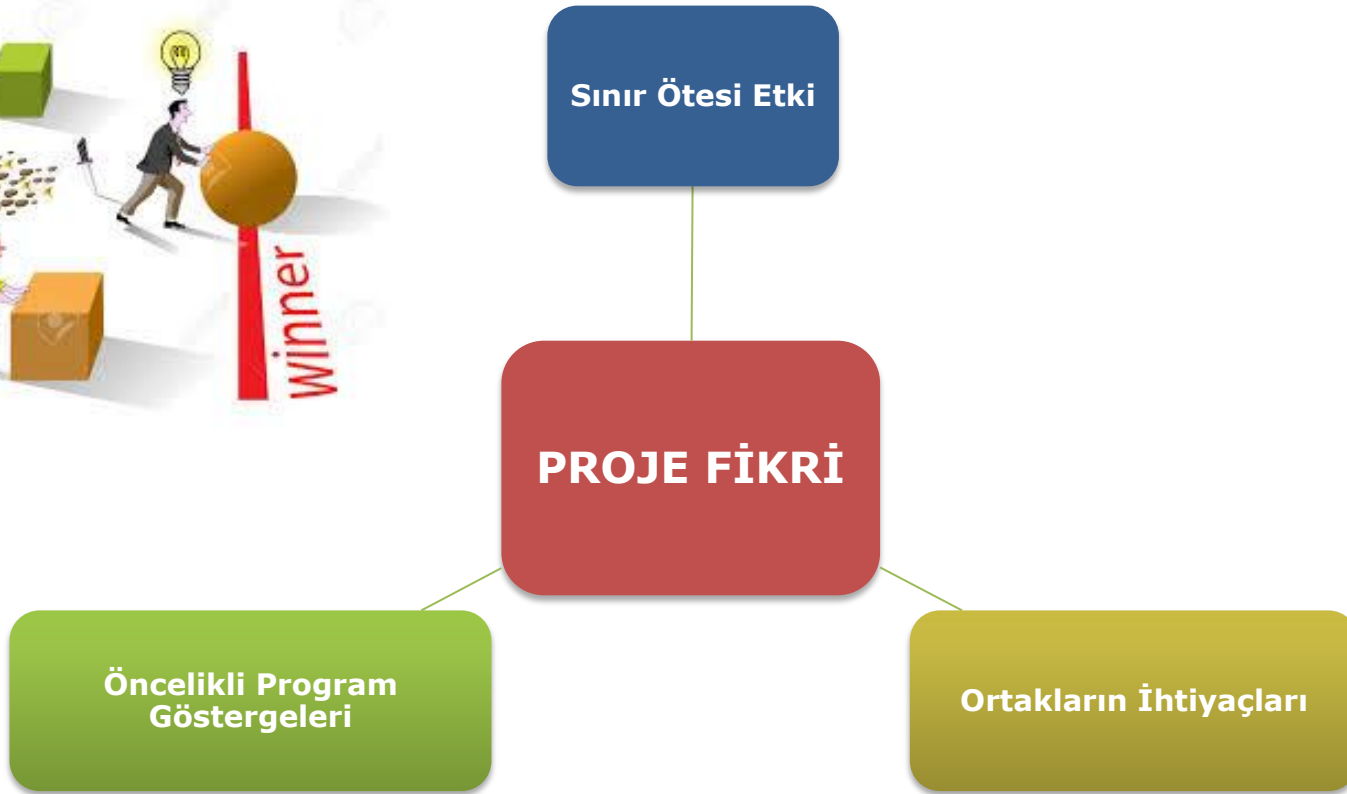 Sınır Ötesi Etki
winner
PROJE FİKRİ
Öncelikli Program
Göstergeleri
Ortakların İhtiyaçları